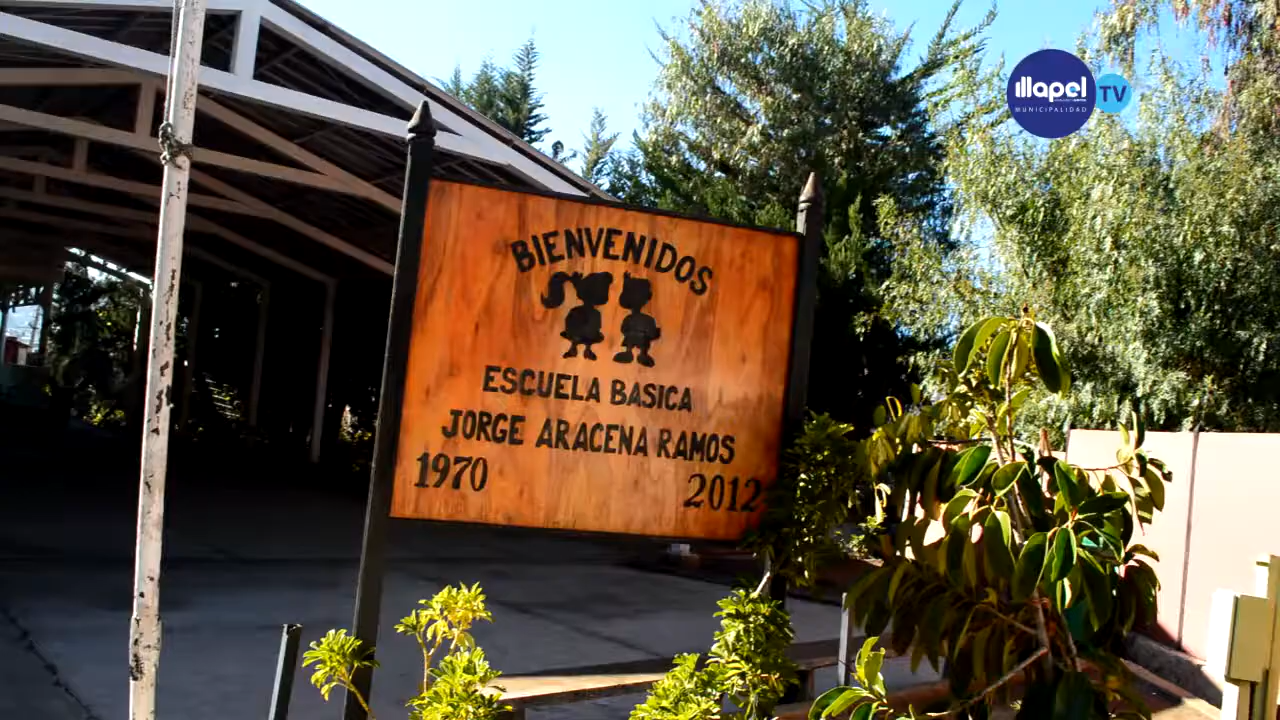 illapel TV
MUNICIPALIDAD
BIENVENIDOS
ESCUELA BASICA
JORGE ARACENA RAMOS
1970 2012